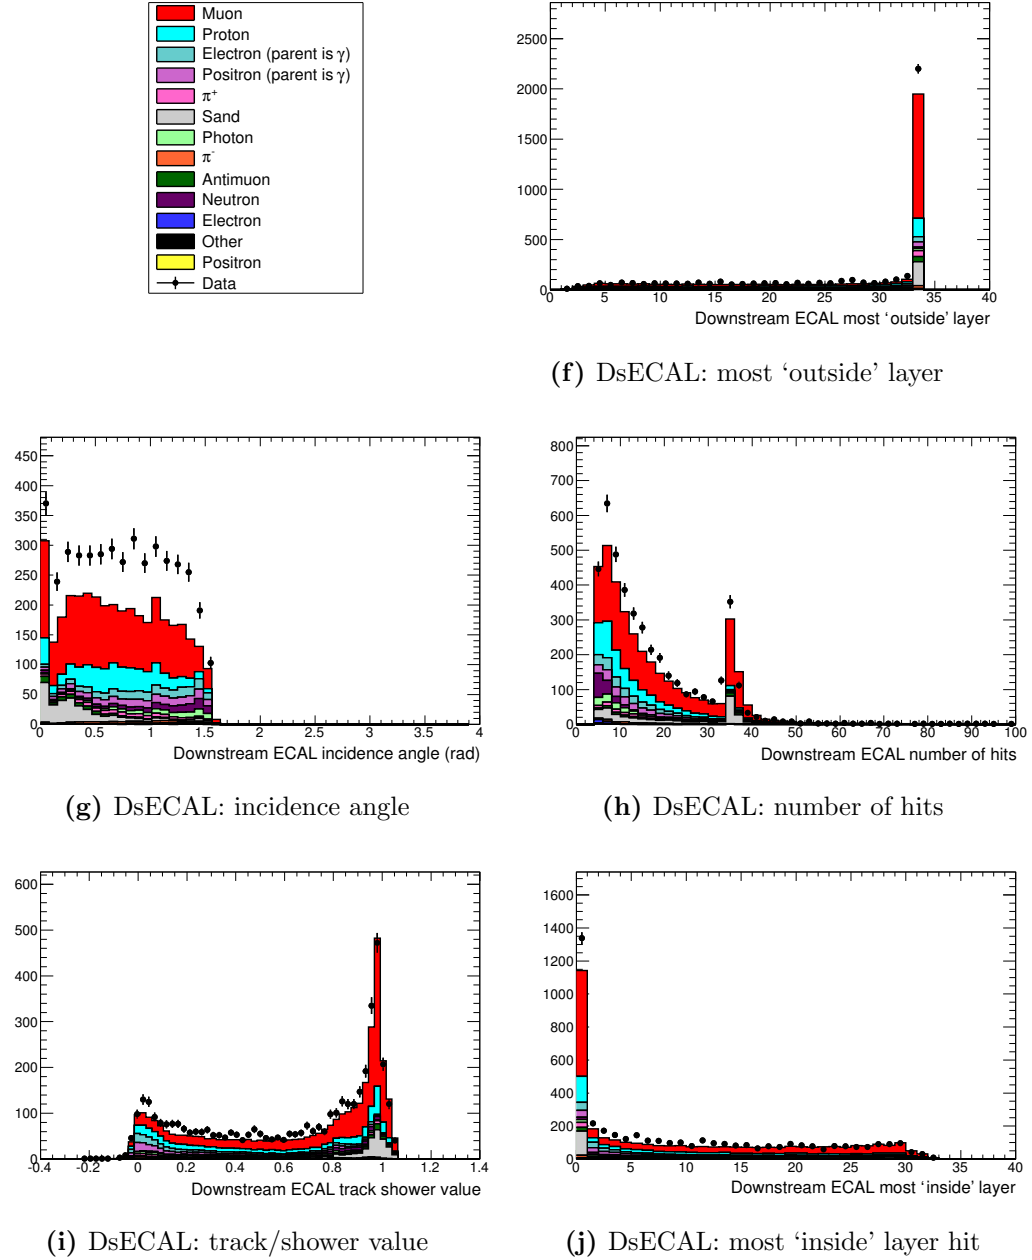 Muon
Proton
Electron (parent is γ)
Positron (parent is γ)
π+
Sand
Photon
π-
Antimuon
Neutron
Electron
Other
Positron
Data
2500
2000
1500
1000
500
0
0 5 10 15 20 25 30 35 40
Downstream ECAL most ‘outside’ layer
(f) DsECAL: most ‘outside’ layer
450
400
350
300
250
200
150
100
50
0
0 0.5 1 1.5 2 2.5 3 3.5 4
Downstream ECAL incidence angle (rad)
(g) DsECAL: incidence angle
800
700
600
500
400
300
200
100
0
0 10 20 30 40 50 60 70 80 90 100
Downstream ECAL number of hits
(h) DsECAL: number of hits
600
500
400
300
200
100
0
-0.4 -0.2 0 0.2 0.4 0.6 0.8 1.0 1.2 1.4
Downstream ECAL track shower value
(i) DsECAL: track/shower value
1600
1400
1200
1000
800
600
400
200
0
0 5 10 15 20 25 30 35 40
Downstream ECAL most ‘inside’ layer
(j) DsECAL: most ‘inside’ layer hit